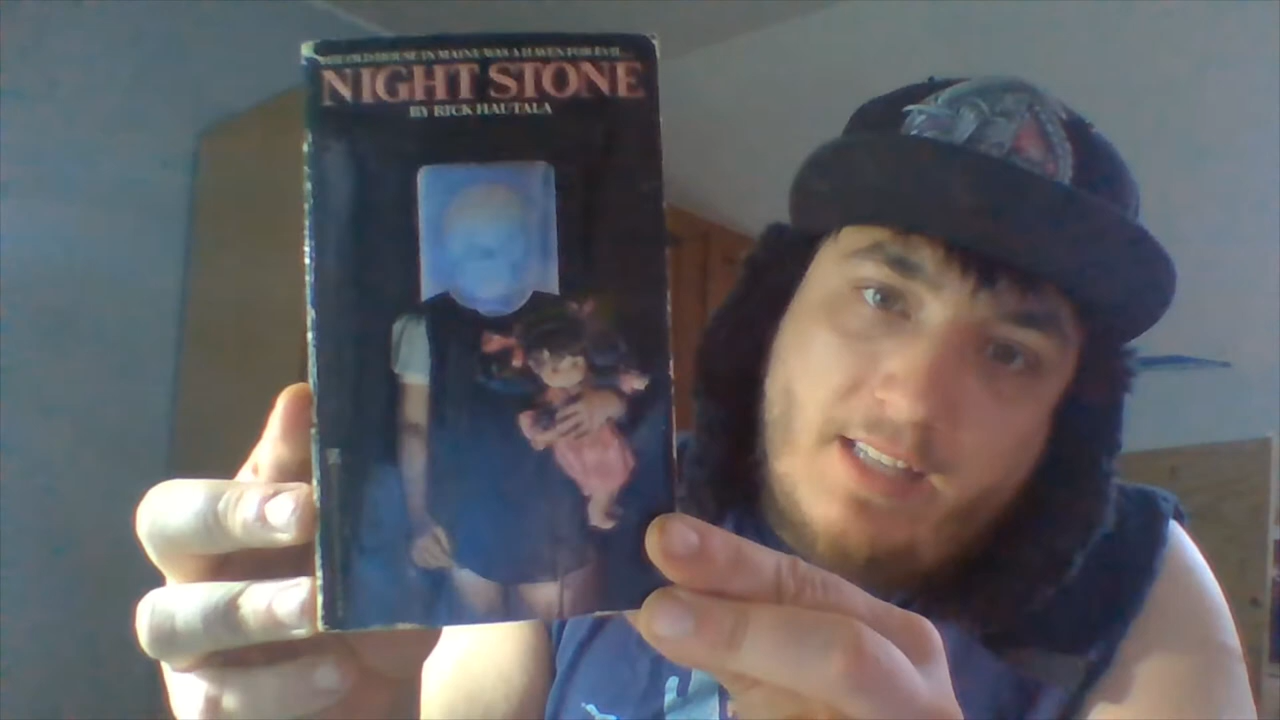 THE OLD HOUSE IN MAINE WAS A HAVEN FOR EVIL...
NIGHT STONE
BY RICK HAUTALA